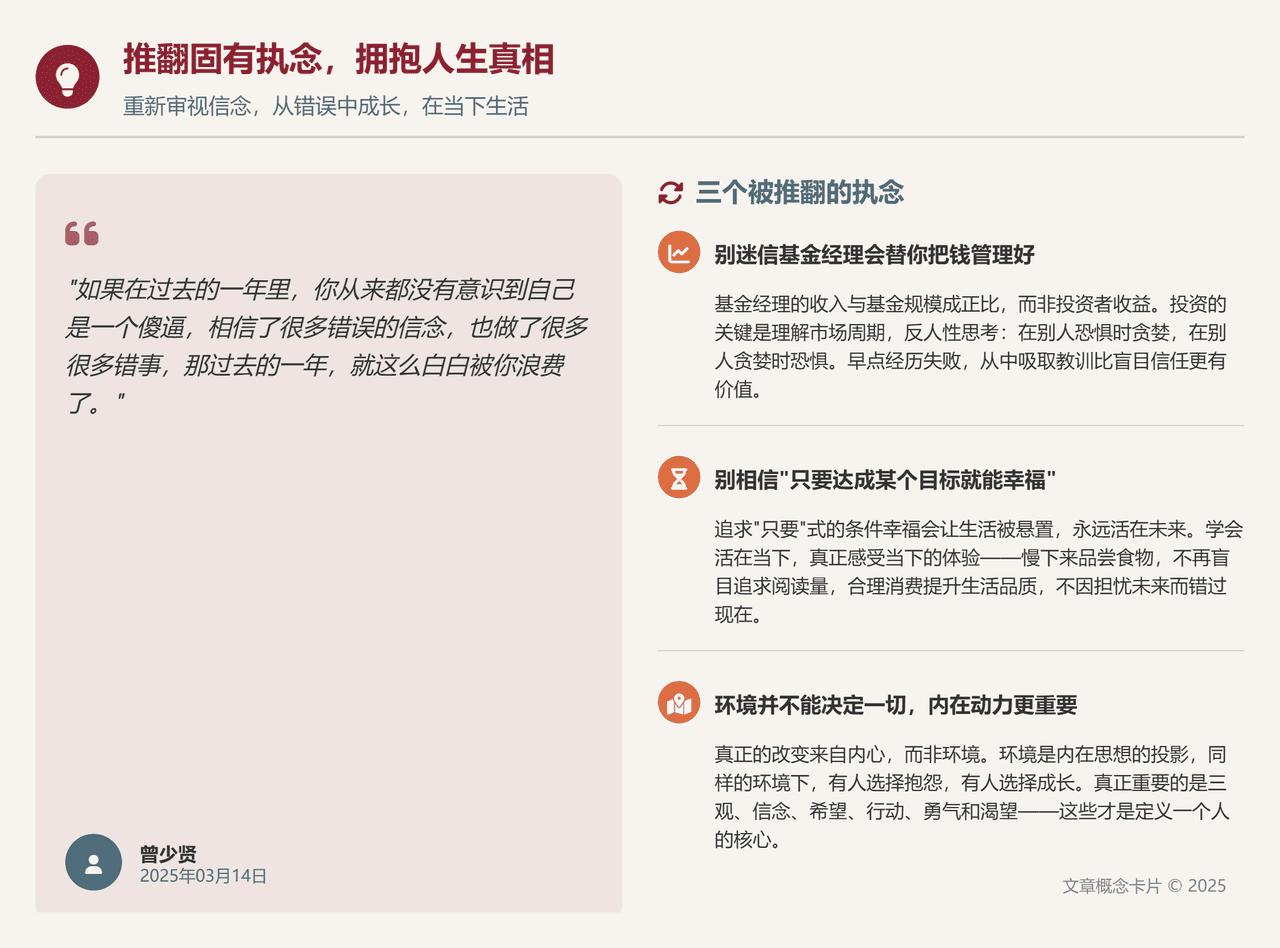 推翻固有执念，拥抱人生真相
重新审视信念，从错误中成长，在当下生活
"如果在过去的一年里，你从来都没有意识到自己
是一个傻逼，相信了很多错误的信念，也做了很多
很多错事，那过去的一年，就这么白白被你浪费
了。"
曾少贤
2025年03月14日
三个被推翻的执念
别迷信基金经理会替你把钱管理好
基金经理的收入与基金规模成正比，而非投资者收益。投资的
关键是理解市场周期，反人性思考：在别人恐惧时贪婪，在别
人贪婪时恐惧。早点经历失败，从中吸取教训比盲目信任更有
价值。
别相信"只要达成某个目标就能幸福"
追求"只要"式的条件幸福会让生活被悬置，永远活在未来。学会
活在当下，真正感受当下的体验——慢下来品尝食物，不再盲
目追求阅读量，合理消费提升生活品质，不因担忧未来而错过
现在。
环境并不能决定一切，内在动力更重要
真正的改变来自内心，而非环境。环境是内在思想的投影，同
样的环境下，有人选择抱怨，有人选择成长。真正重要的是三
观、信念、希望、行动、勇气和渴望——这些才是定义一个人
的核心。
文章概念卡片 © 2025